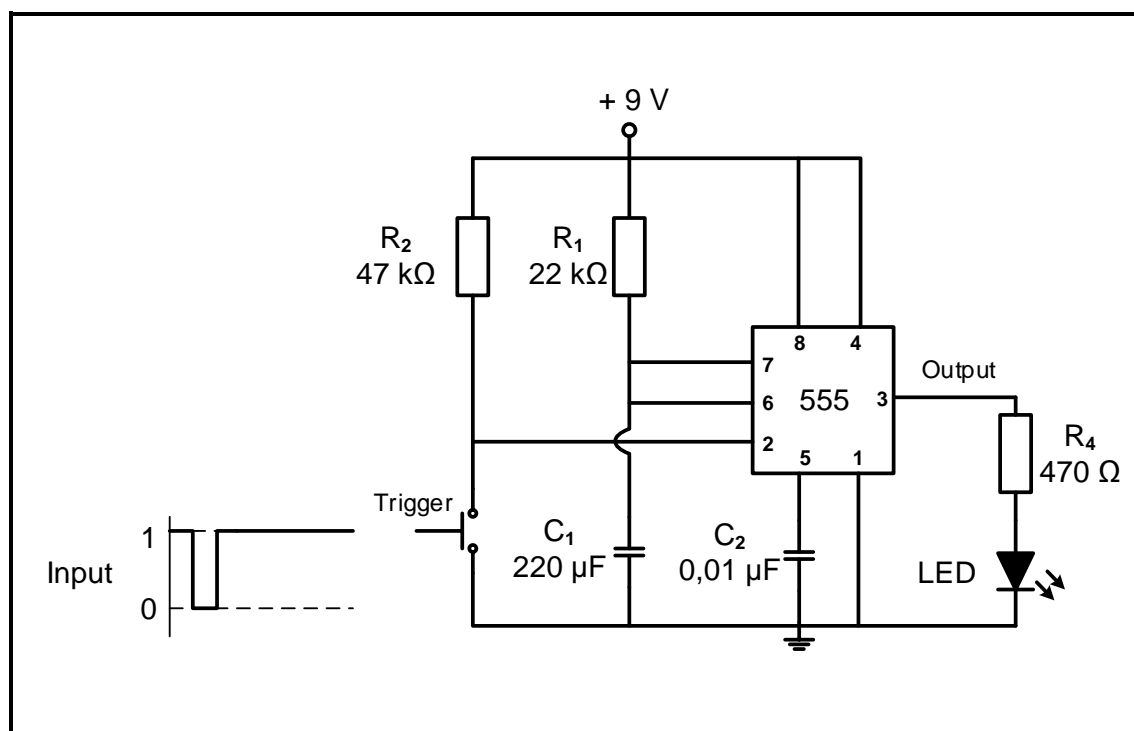 + 9 V
R₂
47 kΩ
R₁
22 kΩ
8 4
7
6 555 3
2
5 1
Output
R₄
470 Ω
Trigger
Input
1
0
C₁
220 µF
C₂
0,01 µF
LED